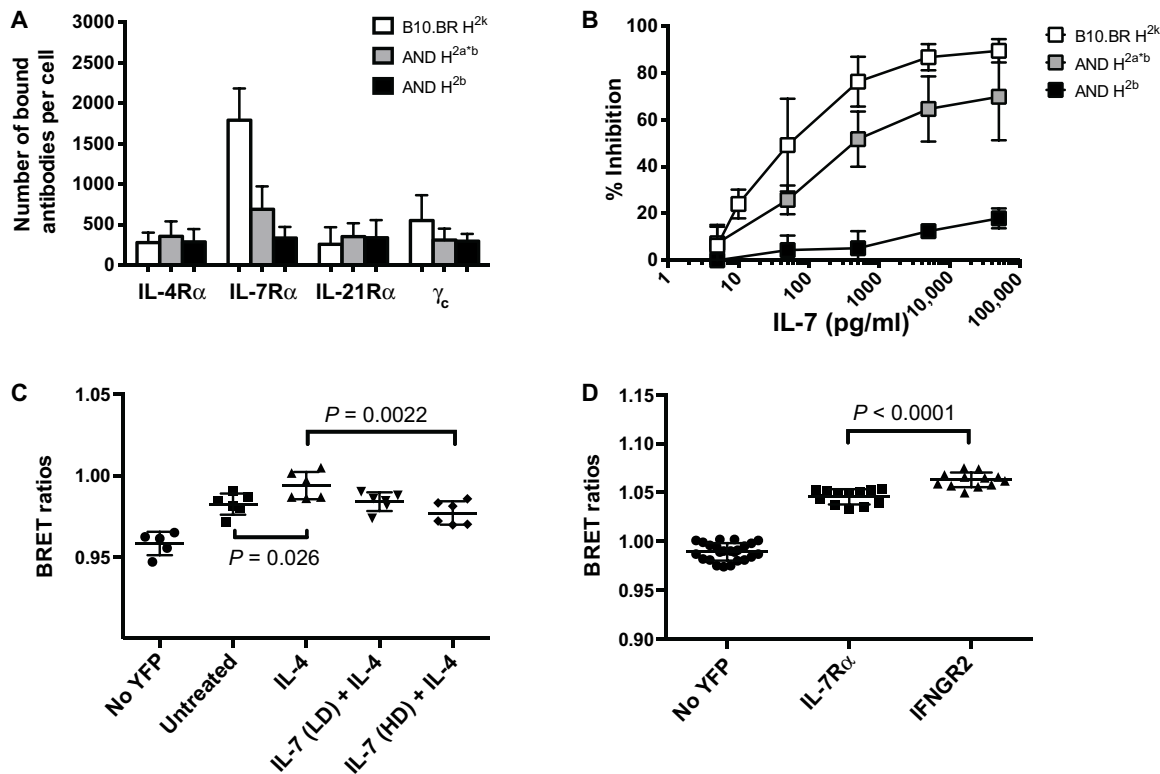 A
Number of bound
antibodies per cell
3000
2500
2000
1500
1000
500
0
IL-4Rα IL-7Rα IL-21Rα γc
B10.BR H2k
AND H2a*b
AND H2b
B
% Inhibition
100
80
60
40
20
0
1 10 100 1000 10,000 100,000
IL-7 (pg/ml)
B10.BR H2k
AND H2a*b
AND H2b
C
BRET ratios
1.05
1.00
0.95
P = 0.0022
P = 0.026
No YFP
Untreated
IL-4
IL-7 (LD) + IL-4
IL-7 (HD) + IL-4
D
BRET ratios
1.15
1.10
1.05
1.00
0.95
0.90
P < 0.0001
No YFP
IL-7Rα
IFNGR2